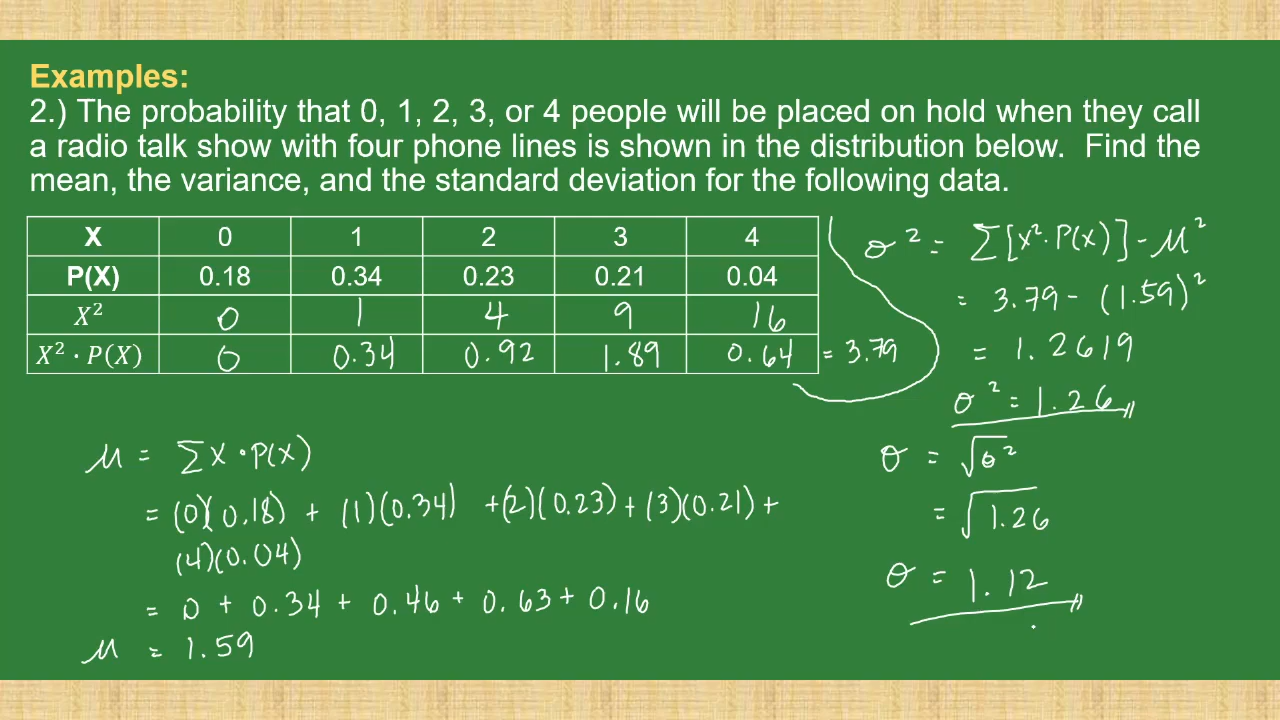 Examples:
2.) The probability that 0, 1, 2, 3, or 4 people will be placed on hold when they call
a radio talk show with four phone lines is shown in the distribution below. Find the
mean, the variance, and the standard deviation for the following data.
X 0 1 2 3 4
P(X) 0.18 0.34 0.23 0.21 0.04
X² 0 1 4 9 16
X² · P(X) 0 0.34 0.92 1.89 0.64 = 3.79
σ² = Σ[X² · P(X)] - μ²
= 3.79 - (1.59)²
= 1.2619
σ² = 1.26
σ = √σ²
= √1.26
σ = 1.12
μ = Σ X · P(X)
= (0)(0.18) + (1)(0.34) + (2)(0.23) + (3)(0.21) +
(4)(0.04)
= 0 + 0.34 + 0.46 + 0.63 + 0.16
μ = 1.59